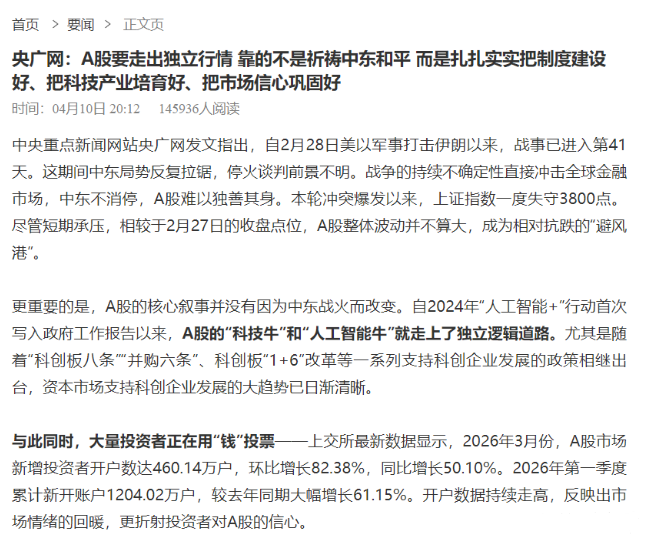 首页 > 要闻 > 正文页
央广网：A股要走出独立行情 靠的不是祈祷中东和平 而是扎扎实实把制度建设
好、把科技产业培育好、把市场信心巩固好
时间：04月10日 20:12 145936人阅读
中央重点新闻网站央广网发文指出，自2月28日美以军事打击伊朗以来，战事已进入第41
天。这期间中东局势反复拉锯，停火谈判前景不明。战争的持续不确定性直接冲击全球金融
市场，中东不消停，A股难以独善其身。本轮冲突爆发以来，上证指数一度失守3800点。
尽管短期承压，相较于2月27日的收盘点位，A股整体波动并不算大，成为相对抗跌的“避风
港”。
更重要的是，A股的核心叙事并没有因为中东战火而改变。自2024年“人工智能+”行动首次
写入政府工作报告以来，A股的“科技牛”和“人工智能牛”就走上了独立逻辑道路。尤其是随
着“科创板八条”“并购六条”、科创板“1+6”改革等一系列支持科创企业发展的政策相继出
台，资本市场支持科创企业发展的大趋势已日渐清晰。
与此同时，大量投资者正在用“钱”投票——上交所最新数据显示，2026年3月份，A股市场
新增投资者开户数达460.14万户，环比增长82.38%，同比增长50.10%。2026年第一季度
累计新开账户1204.02万户，较去年同期大幅增长61.15%。开户数据持续走高，反映出市
场情绪的回暖，更折射投资者对A股的信心。